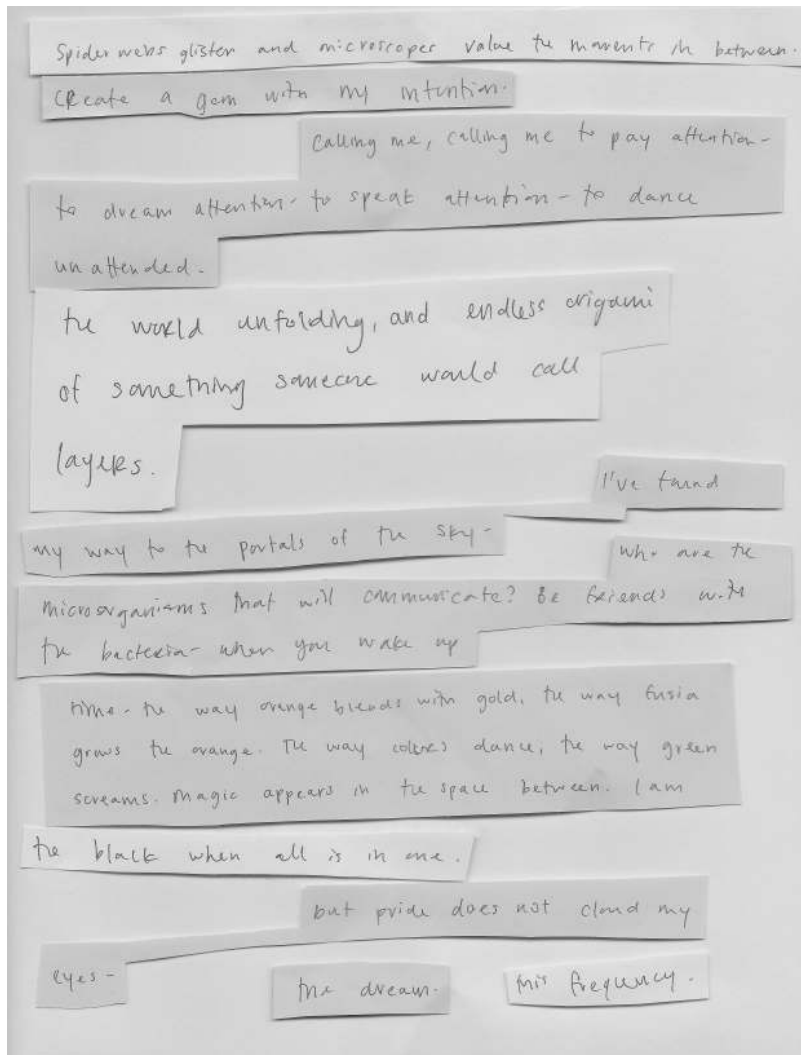 Spiderwebs glisten and microscopes value the moments in between.
CReate a gem with my intention.
calling me, calling me to pay attention-
to dream attention- to speak attention- to dance
unattended.
the world unfolding, and endless origami
of something someone would call
layers.
I've found
my way to the portals of the sky-
who are the
microorganisms that will communicate? Be friends with
the bacteria- when you wake up
time- the way orange blends with gold, the way fusia
grows the orange. The way colors dance, the way green
screams. Magic appears in the space between. I am
the black when all is in one.
but pride does not cloud my
eyes-
the dream.
this frequency.